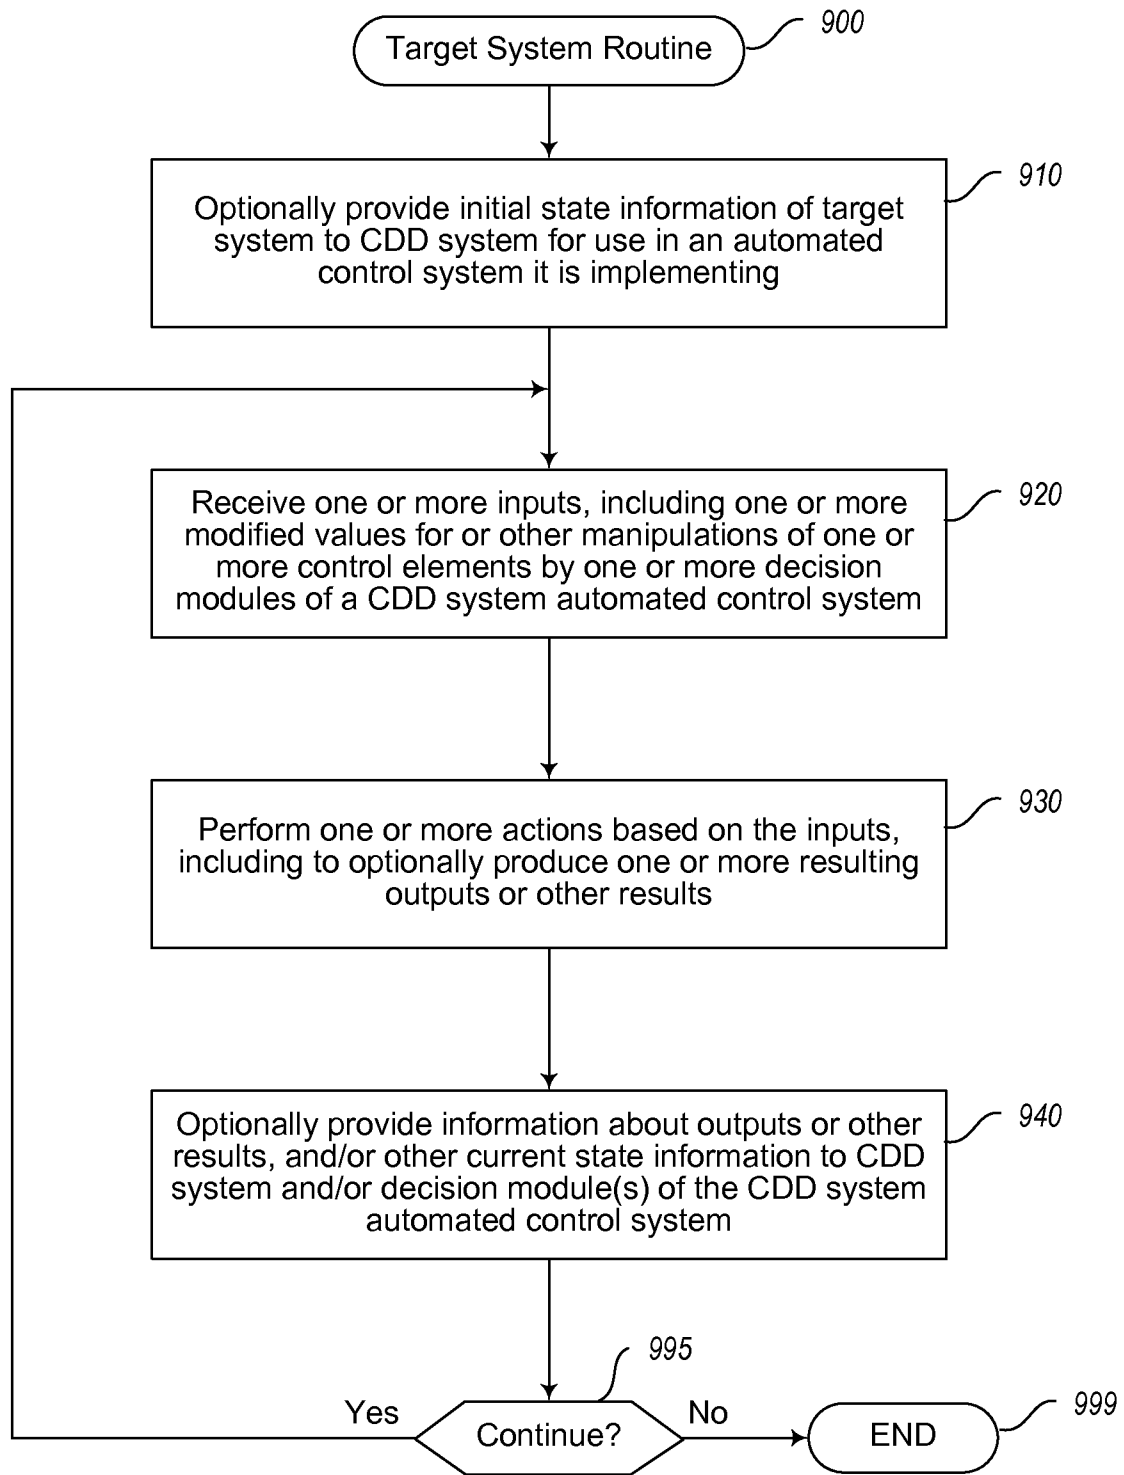 Target System Routine
900
910
Optionally provide initial state information of target
system to CDD system for use in an automated
control system it is implementing
920
Receive one or more inputs, including one or more
modified values for or other manipulations of one or
more control elements by one or more decision
modules of a CDD system automated control system
930
Perform one or more actions based on the inputs,
including to optionally produce one or more resulting
outputs or other results
940
Optionally provide information about outputs or other
results, and/or other current state information to CDD
system and/or decision module(s) of the CDD system
automated control system
995
Yes
Continue?
No
END
999